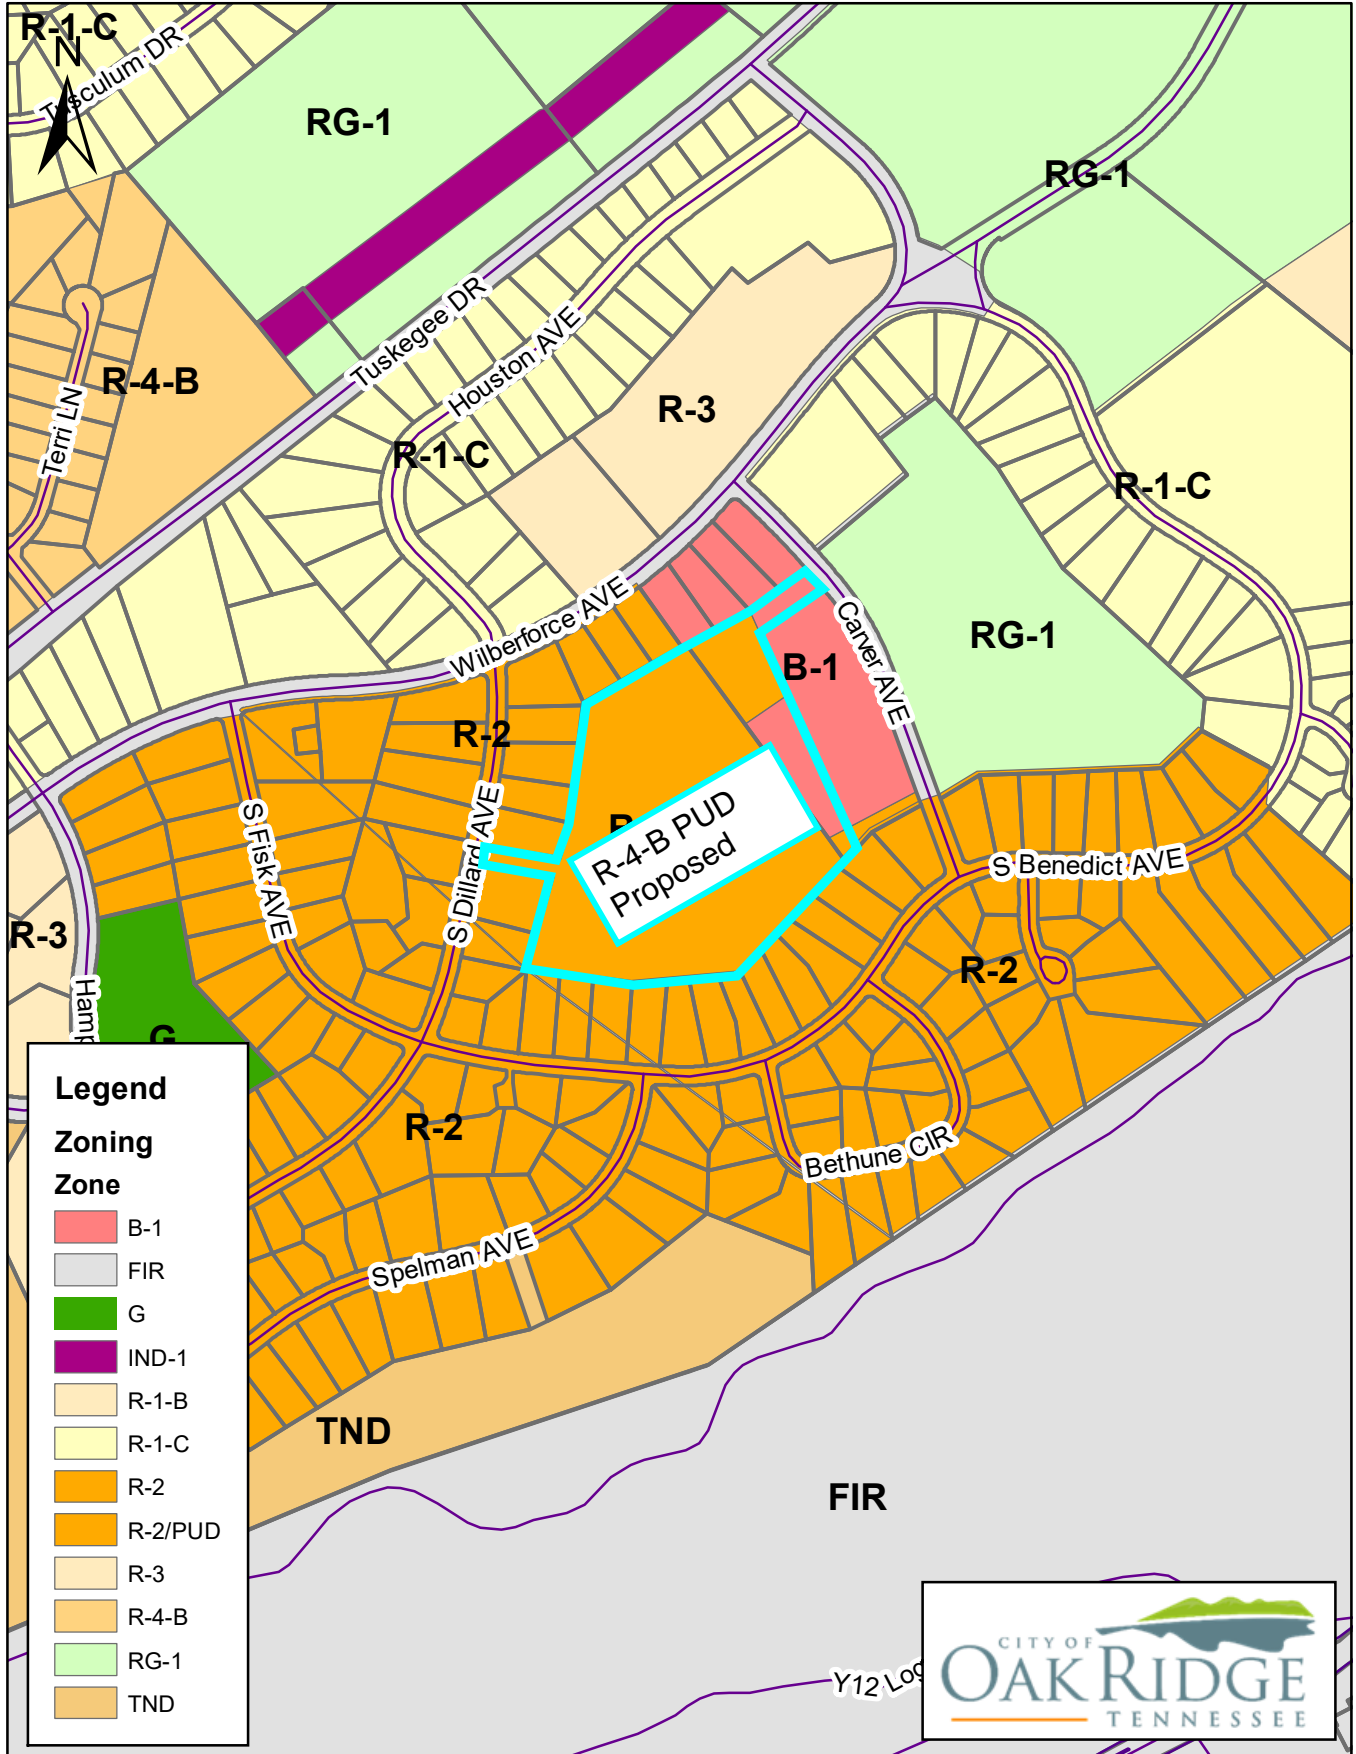 R-1-C
N
Tusculum DR
RG-1
RG-1
Tuskegee DR
Houston AVE
R-4-B
Terri LN
R-3
R-1-C
R-1-C
Wilberforce AVE
Carver AVE
RG-1
B-1
R-2
S Fisk AVE
S Dillard AVE
R-4-B PUD
Proposed
S Benedict AVE
R-3
R-2
G
R-2
Bethune CIR
Spelman AVE
TND
FIR
Legend
Zoning
Zone
B-1
FIR
G
IND-1
R-1-B
R-1-C
R-2
R-2/PUD
R-3
R-4-B
RG-1
TND
Y12
CITY OF
OAK RIDGE
TENNESSEE